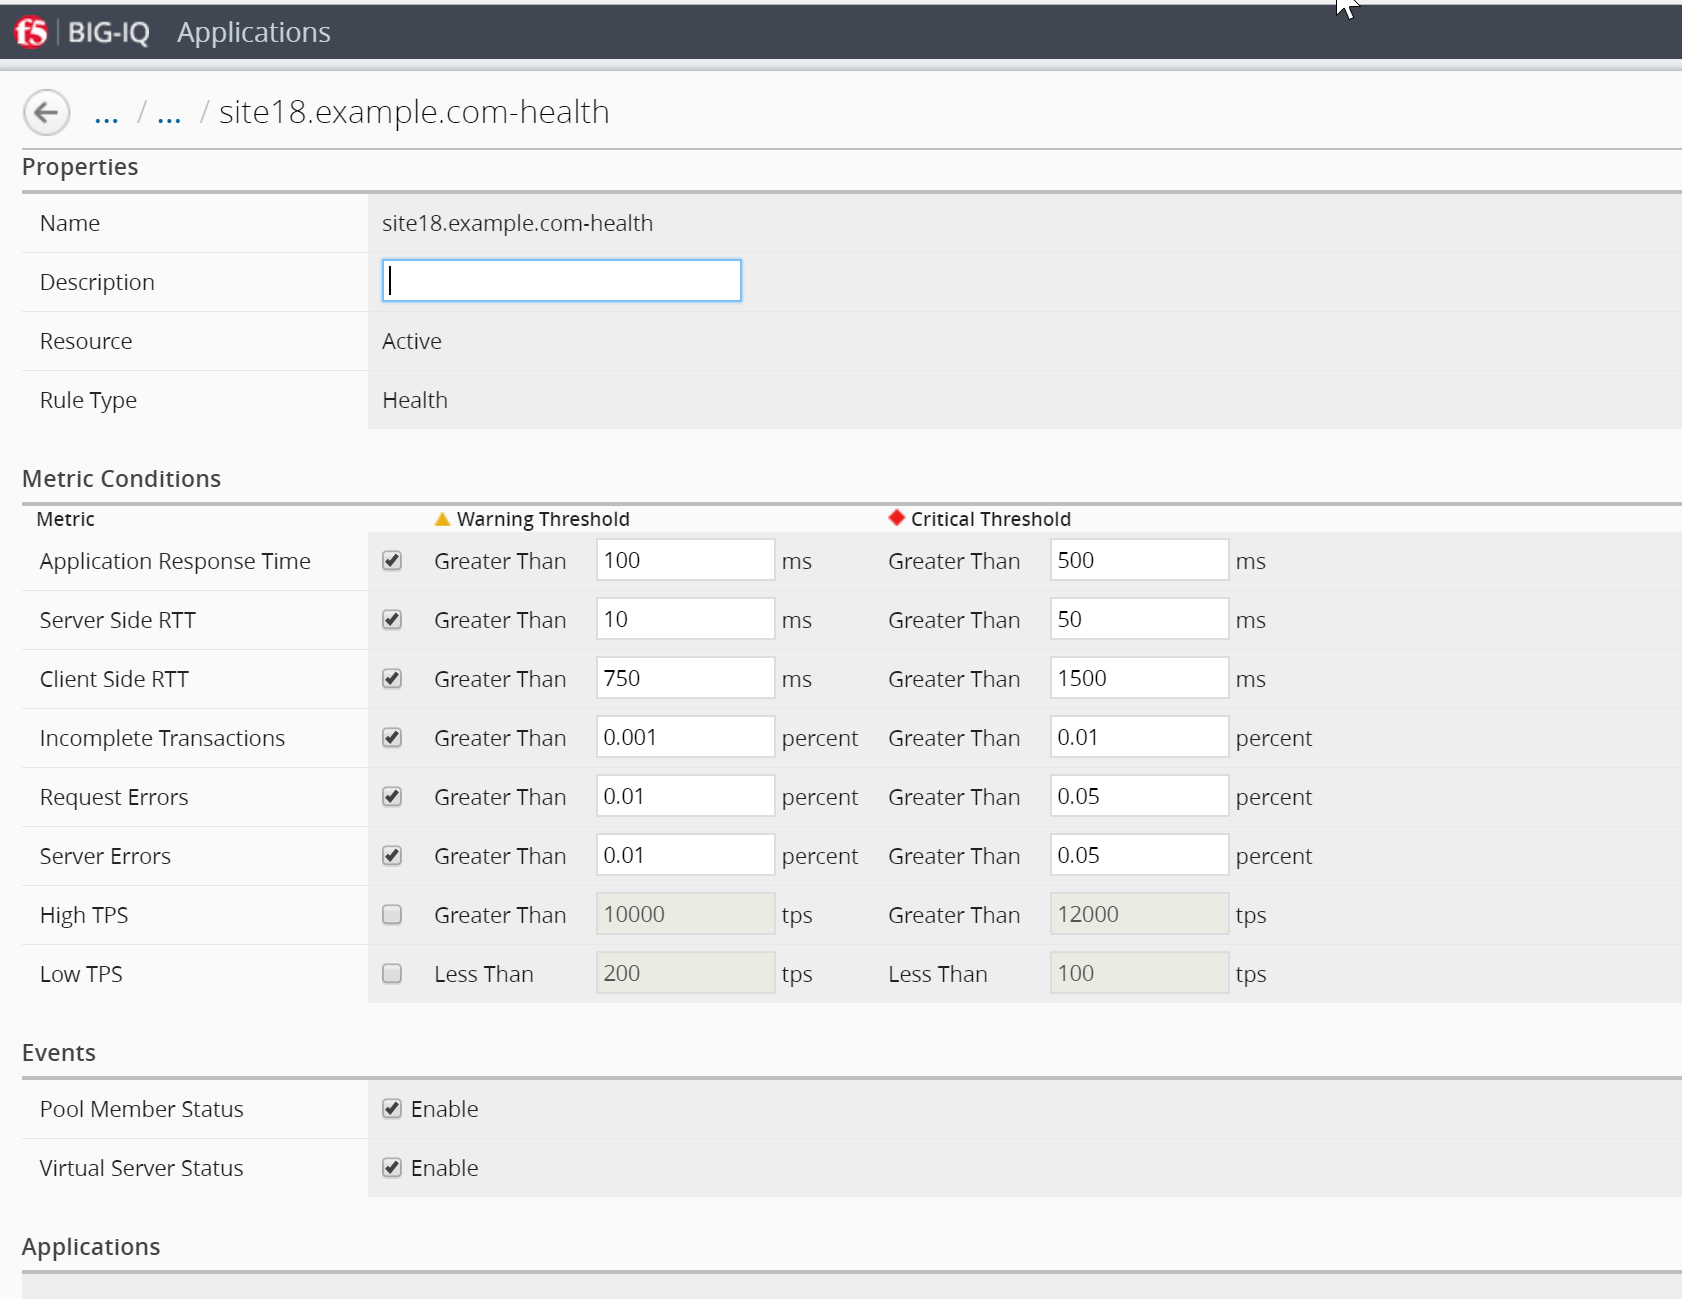 f5 BIG-IQ Applications
... / ... / site18.example.com-health
Properties
Name site18.example.com-health
Description
Resource Active
Rule Type Health
Metric Conditions
Metric Warning Threshold Critical Threshold
Application Response Time Greater Than 100 ms Greater Than 500 ms
Server Side RTT Greater Than 10 ms Greater Than 50 ms
Client Side RTT Greater Than 750 ms Greater Than 1500 ms
Incomplete Transactions Greater Than 0.001 percent Greater Than 0.01 percent
Request Errors Greater Than 0.01 percent Greater Than 0.05 percent
Server Errors Greater Than 0.01 percent Greater Than 0.05 percent
High TPS Greater Than 10000 tps Greater Than 12000 tps
Low TPS Less Than 200 tps Less Than 100 tps
Events
Pool Member Status Enable
Virtual Server Status Enable
Applications